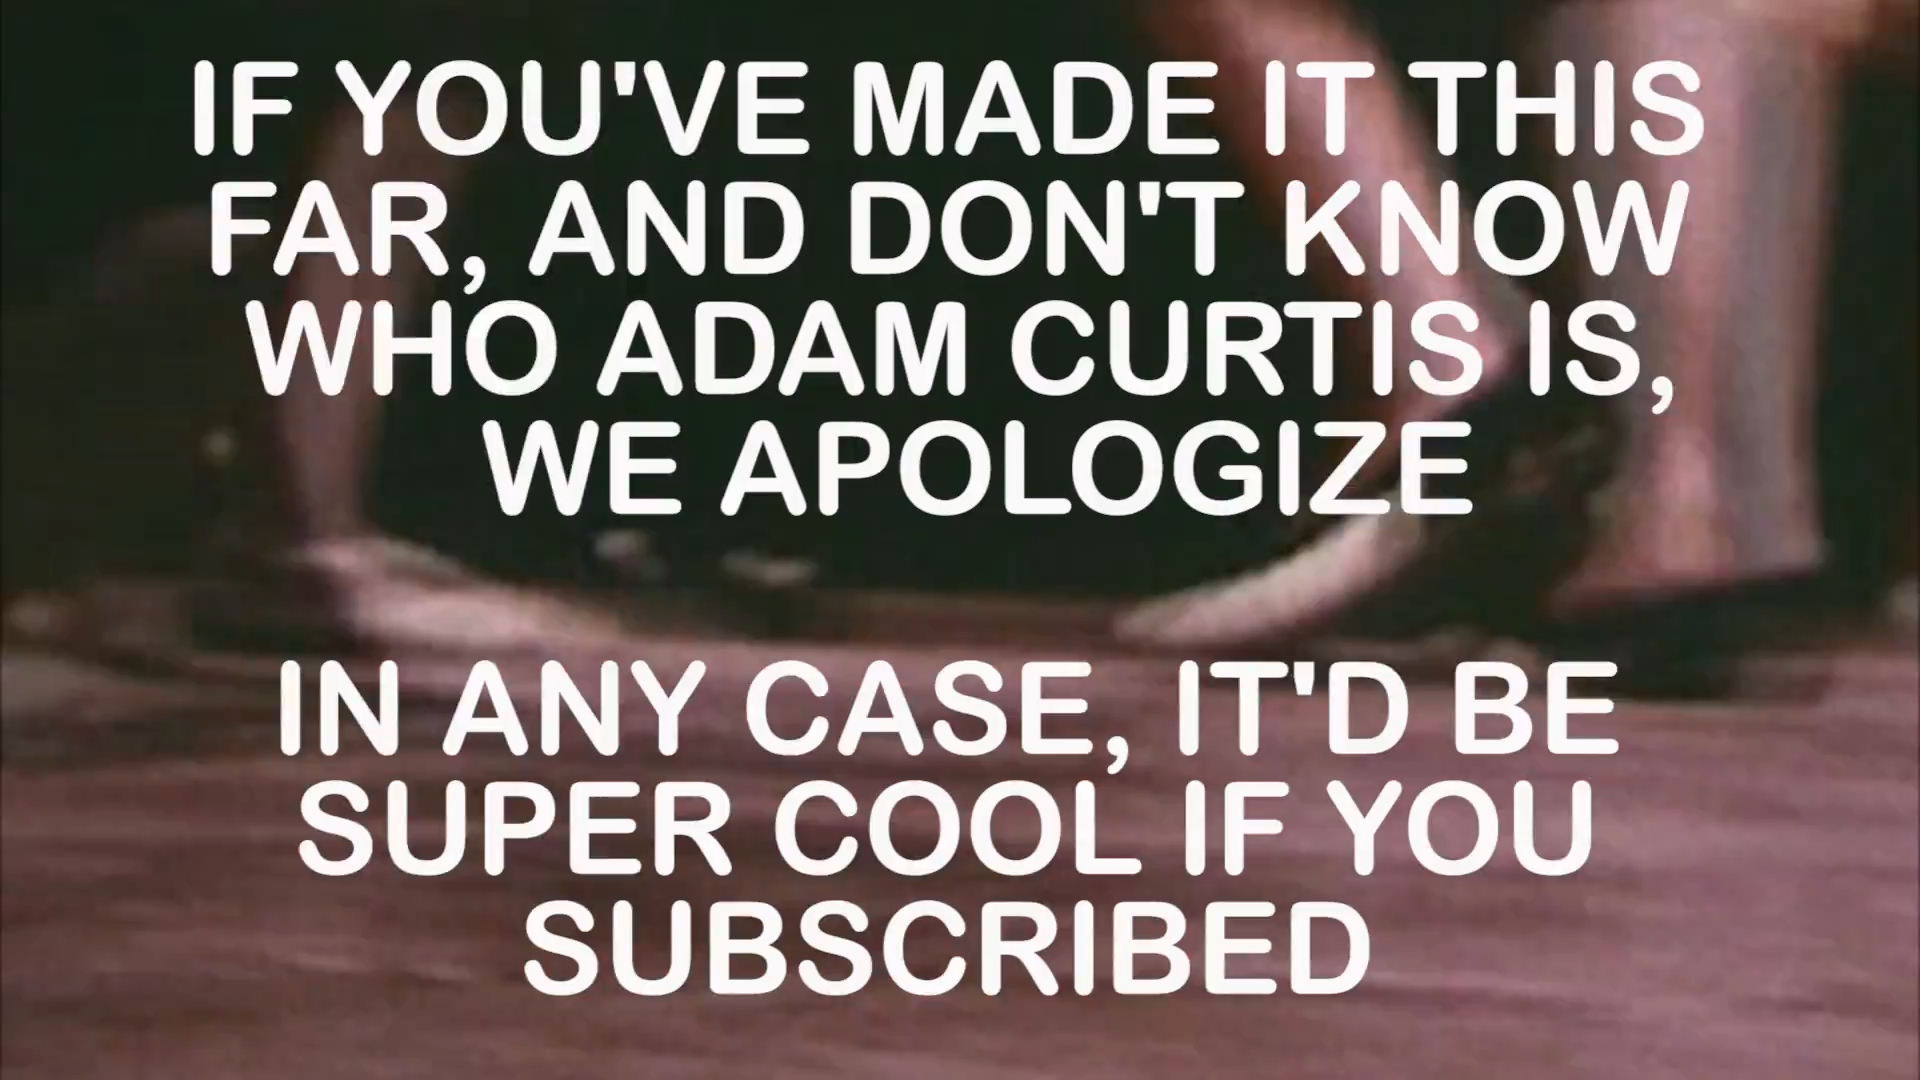 IF YOU'VE MADE IT THIS
FAR, AND DON'T KNOW
WHO ADAM CURTIS IS,
WE APOLOGIZE
IN ANY CASE, IT'D BE
SUPER COOL IF YOU
SUBSCRIBED